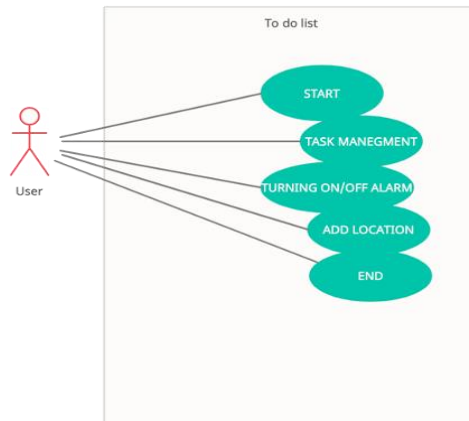 To do list
START
TASK MANEGMENT
User
TURNING ON/OFF ALARM
ADD LOCATION
END